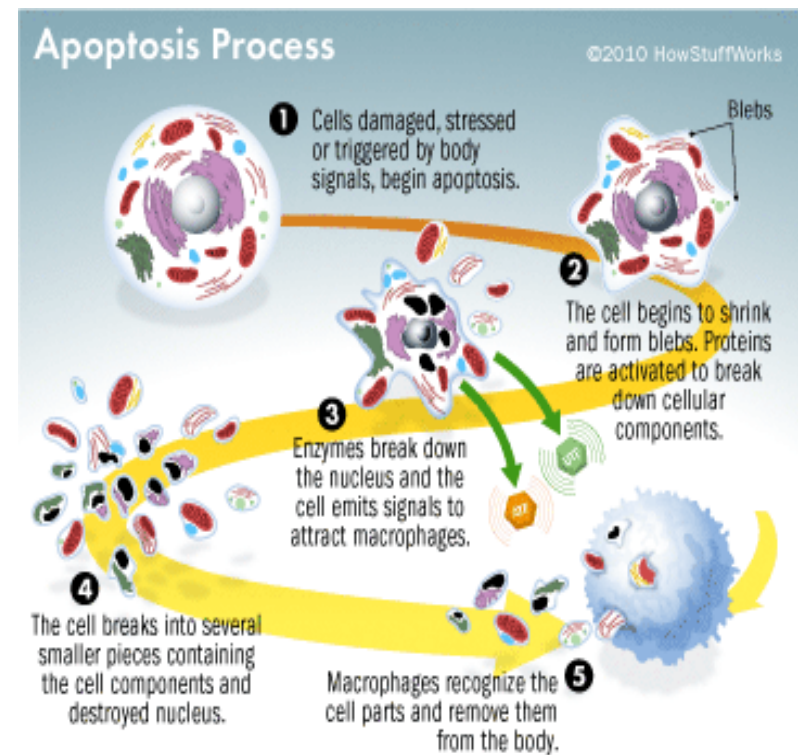 Apoptosis Process
©2010 HowStuffWorks
1 Cells damaged, stressed
or triggered by body
signals, begin apoptosis.
Blebs
2
The cell begins to shrink
and form blebs. Proteins
are activated to break
down cellular
components.
3
Enzymes break down
the nucleus and the
cell emits signals to
attract macrophages.
UTP
ATP
4
The cell breaks into several
smaller pieces containing
the cell components and
destroyed nucleus.
5
Macrophages recognize the
cell parts and remove them
from the body.